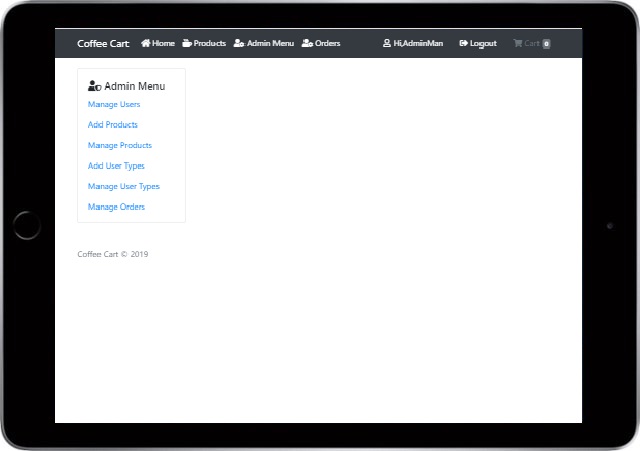 Coffee Cart Home Products Admin Menu Orders Hi,AdmiinMan Logout Cart 0
Admin Menu
Manage Users
Add Products
Manage Products
Add User Types
Manage User Types
Manage Orders
Coffee Cart © 2019